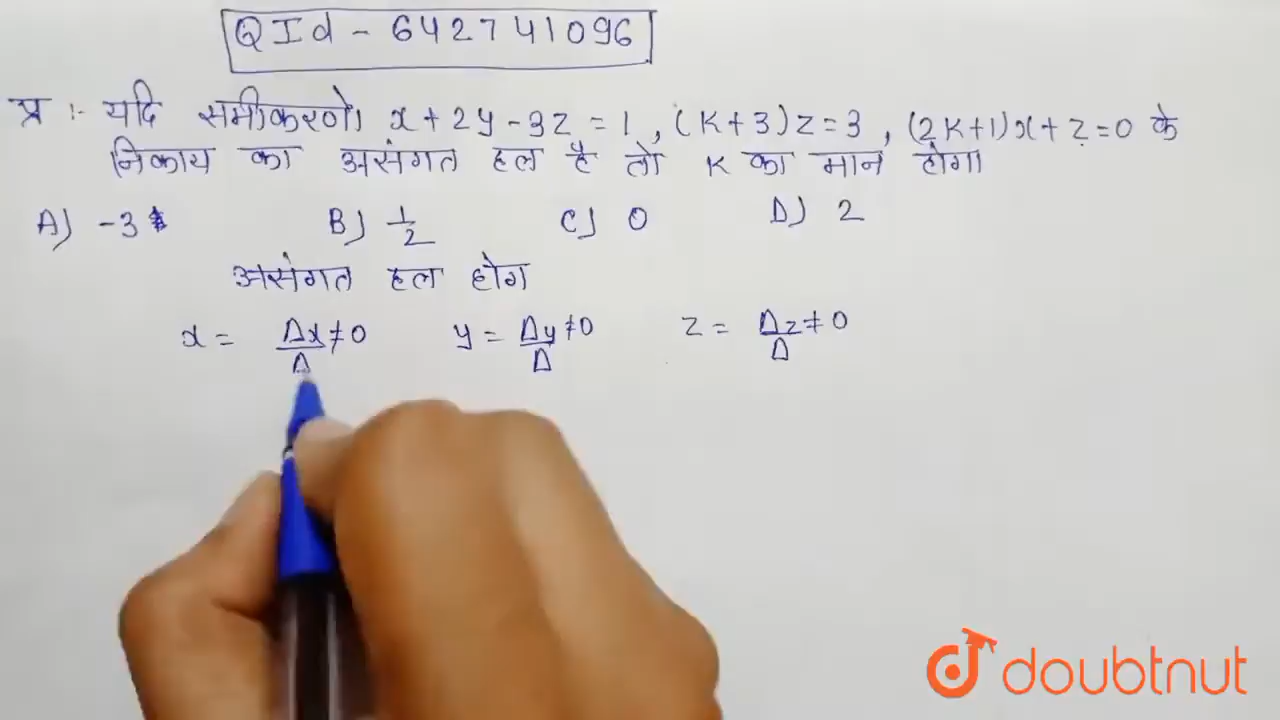 QId - 642741096
प्र :- यदि समीकरणो x + 2y - 3z = 1 , (K+3) z = 3 , (2K+1)x + z = 0 के
निकाय का असंगत हल है तो K का मान होगा
A) -3 B) 1/2 C) 0 D) 2
असंगत हल होग
x = Δx≠0/Δ y = Δy≠0/Δ z = Δz≠0/Δ
doubtnut